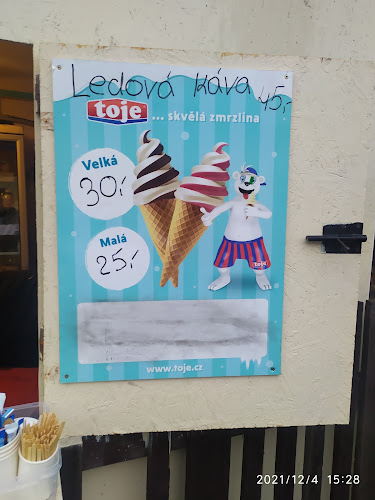 Ledová káva 45,-
toje ... skvělá zmrzlina
Velká
30,-
Malá
25,-
toje
www.toje.cz
2021/12/4 15:28